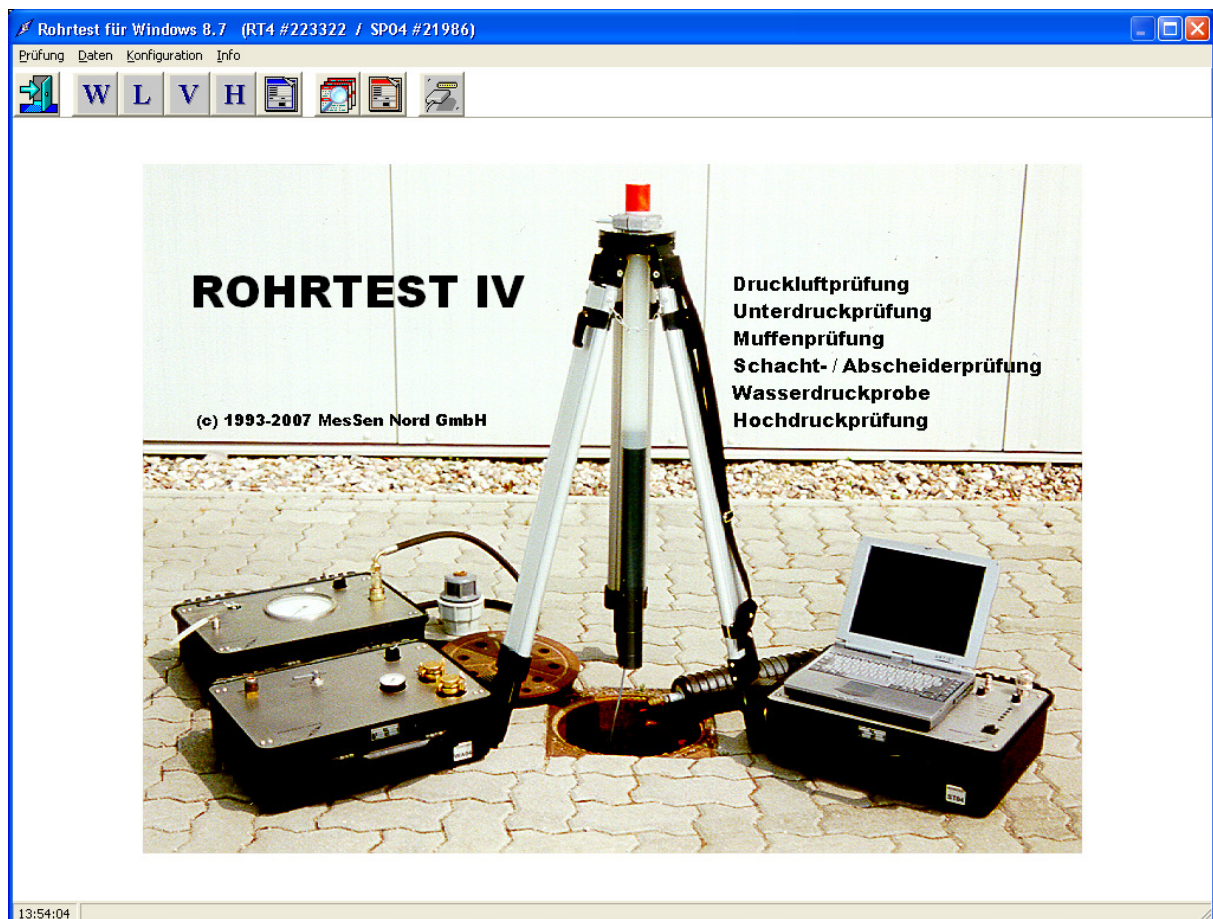 Rohrtest für Windows 8.7 (RT4 #223322 / SP04 #21986)
Prüfung Daten Konfiguration Info
W L V H
ROHRTEST IV
(c) 1993-2007 MesSen Nord GmbH
Druckluftprüfung
Unterdruckprüfung
Muffenprüfung
Schacht- / Abscheiderprüfung
Wasserdruckprobe
Hochdruckprüfung
13:54:04